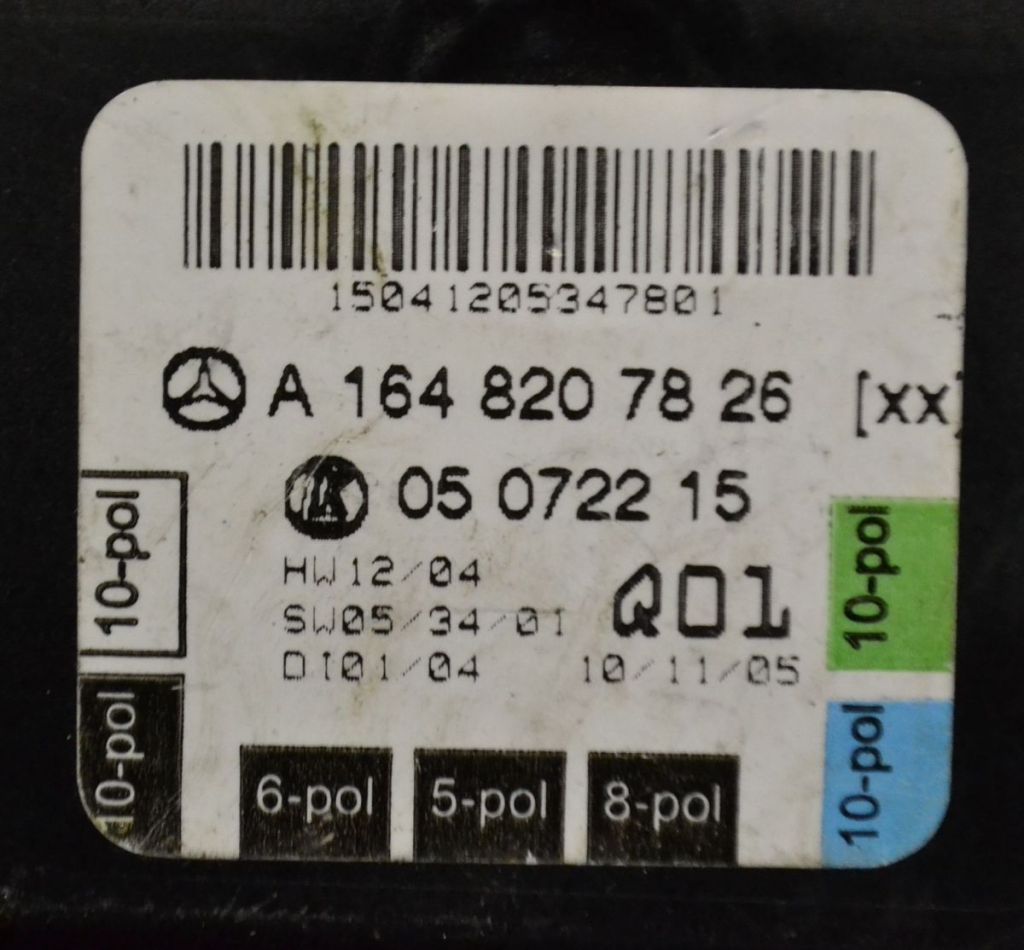 15041205347801
A 164 820 78 26 [xx]
05 0722 15
HW12/04
SW05/34/01
DI01/04
Q01
10/11/05
10-pol
10-pol
6-pol
5-pol
8-pol
10-pol
10-pol